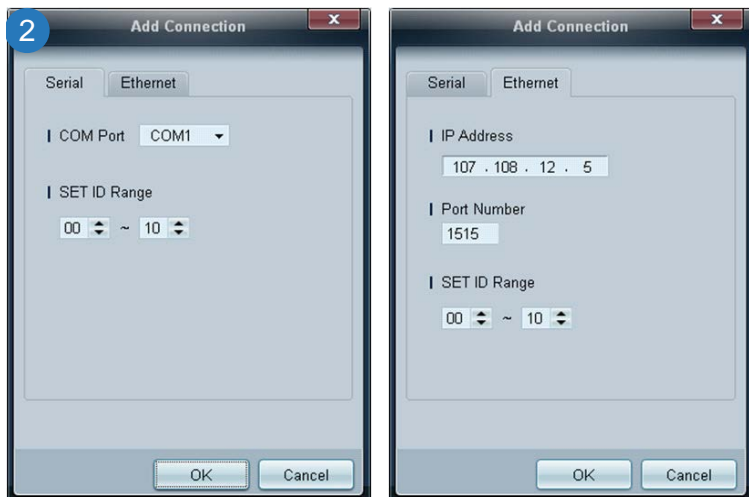 2
Add Connection
Serial Ethernet
COM Port COM1
SET ID Range
00 ~ 10
OK Cancel
Add Connection
Serial Ethernet
IP Address
107 . 108 . 12 . 5
Port Number
1515
SET ID Range
00 ~ 10
OK Cancel